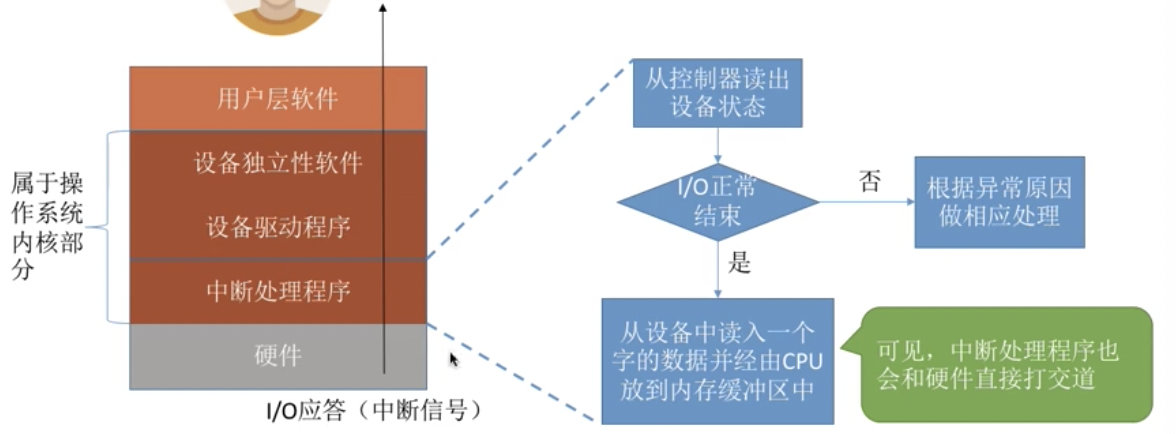 用户层软件
设备独立性软件
设备驱动程序
中断处理程序
硬件
属于操
作系统
内核部
分
I/O应答（中断信号）
从控制器读出
设备状态
I/O正常
结束
否
根据异常原因
做相应处理
是
从设备中读入一个
字的数据并经由CPU
放到内存缓冲区中
可见，中断处理程序也
会和硬件直接打交道